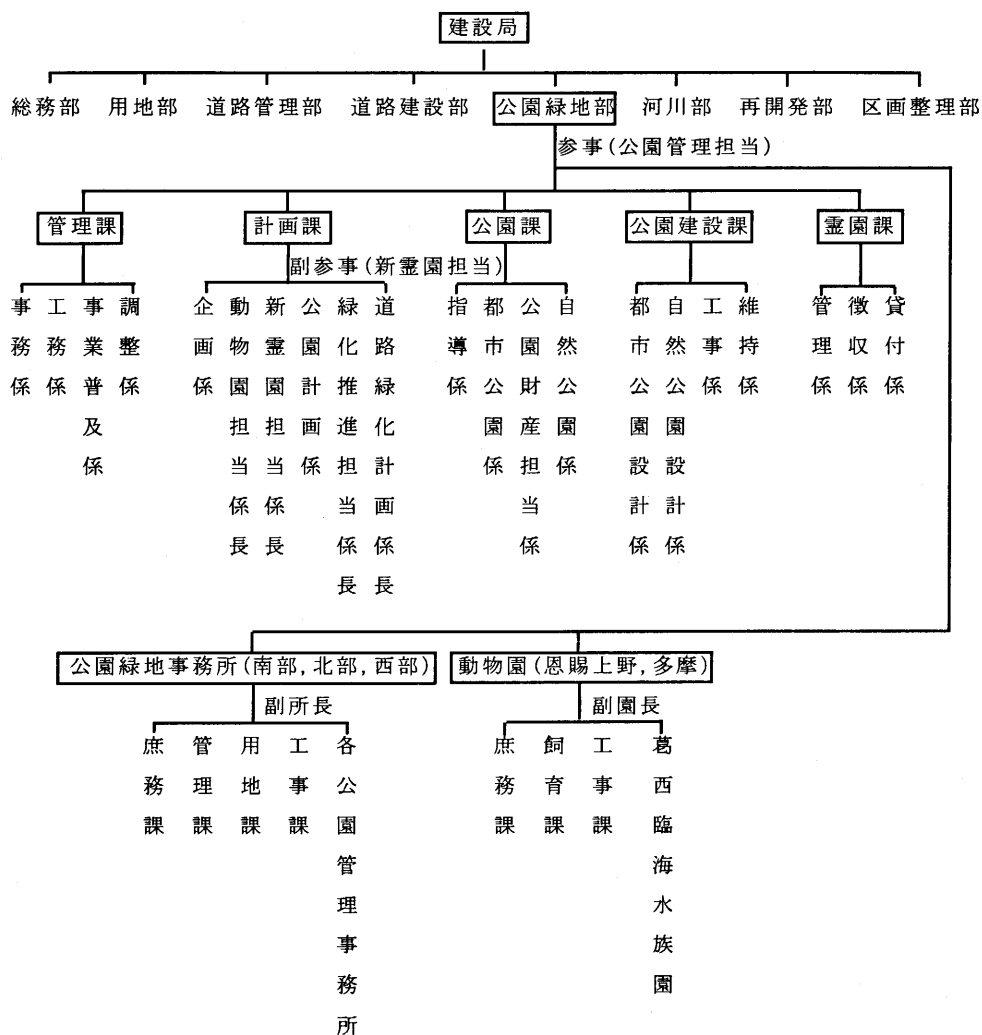 建設局
総務部 用地部 道路管理部 道路建設部 公園緑地部 河川部 再開発部 区画整理部
参事(公園管理担当)
管理課 計画課 公園課 公園建設課 霊園課
副参事(新霊園担当)
事務係
工務係
事業普及係
調整係
企画係
動物園担当係長
新霊園担当係長
公園計画係
緑化推進担当係長
道路緑化計画係長
指導係
都市公園係
公園財産担当係
自然公園係
都市公園設計係
自然公園設計係
工事係
維持係
管理係
徴収係
貸付係
公園緑地事務所(南部,北部,西部) 動物園(恩賜上野,多摩)
副所長 副園長
庶務課
管理課
用地課
工事課
各公園管理事務所
庶務課
飼育課
工事課
葛西臨海水族園